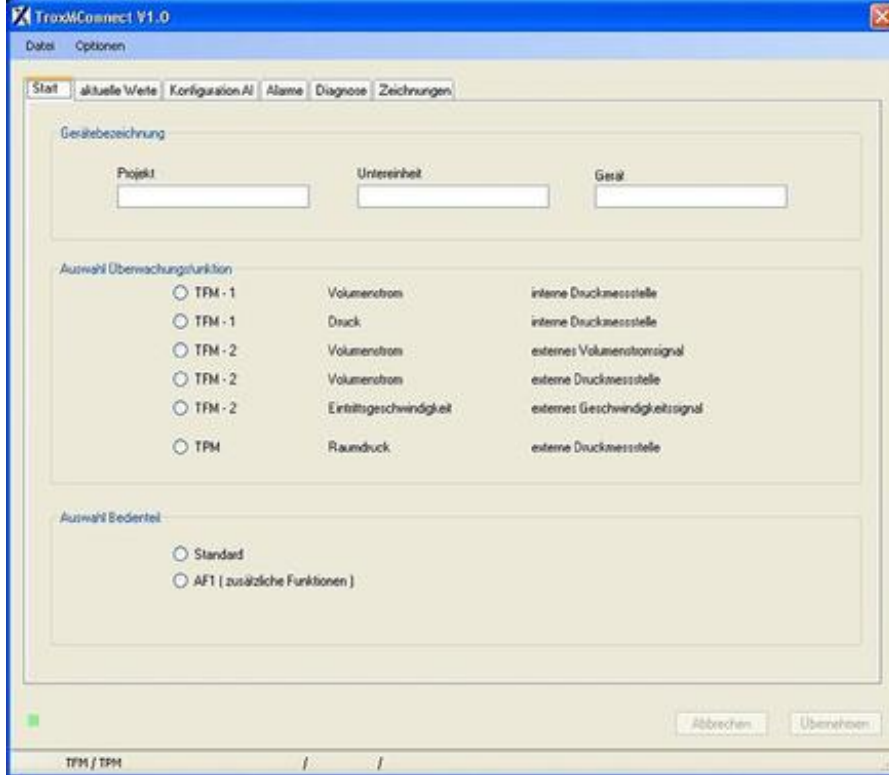 TroxMConnect V1.0
Datei Optionen
Start aktuelle Werte Konfiguration AI Alarme Diagnose Zeichnungen
Gerätebezeichnung
Projekt Untereinheit Gerät
Auswahl Überwachungsfunktion
TFM - 1 Volumenstrom interne Druckmessstelle
TFM - 1 Druck interne Druckmessstelle
TFM - 2 Volumenstrom externes Volumenstromsignal
TFM - 2 Volumenstrom externe Druckmessstelle
TFM - 2 Eintrittsgeschwindigkeit externes Geschwindigkeitssignal
TPM Raumdruck externe Druckmessstelle
Auswahl Bedienteil
Standard
AF1 ( zusätzliche Funktionen )
Abbrechen Übernehmen
TFM / TPM / /